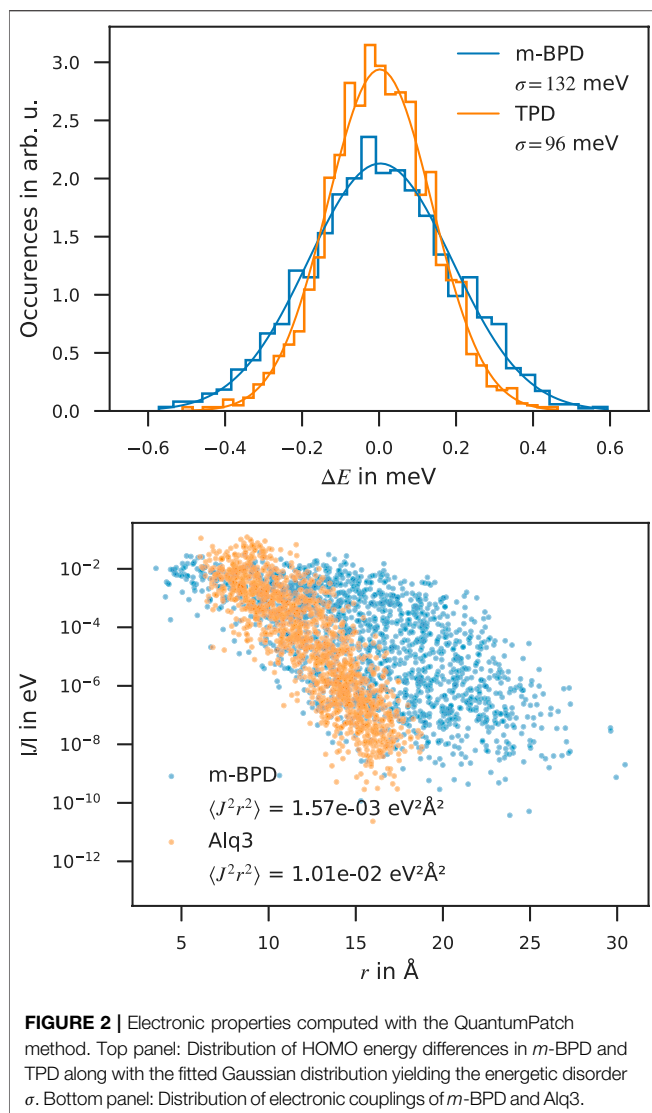 3.0
2.5
2.0
1.5
1.0
0.5
0.0
Occurences in arb. u.
m-BPD
σ=132 meV
TPD
σ=96 meV
−0.6 −0.4 −0.2 0.0 0.2 0.4 0.6
ΔE in meV
10⁻²
10⁻⁴
10⁻⁶
10⁻⁸
10⁻¹⁰
10⁻¹²
|J| in eV
m-BPD
⟨J²r²⟩ = 1.57e-03 eV²Å²
Alq3
⟨J²r²⟩ = 1.01e-02 eV²Å²
5 10 15 20 25 30
r in Å
FIGURE 2 | Electronic properties computed with the QuantumPatch
method. Top panel: Distribution of HOMO energy differences in m-BPD and
TPD along with the fitted Gaussian distribution yielding the energetic disorder
σ. Bottom panel: Distribution of electronic couplings of m-BPD and Alq3.